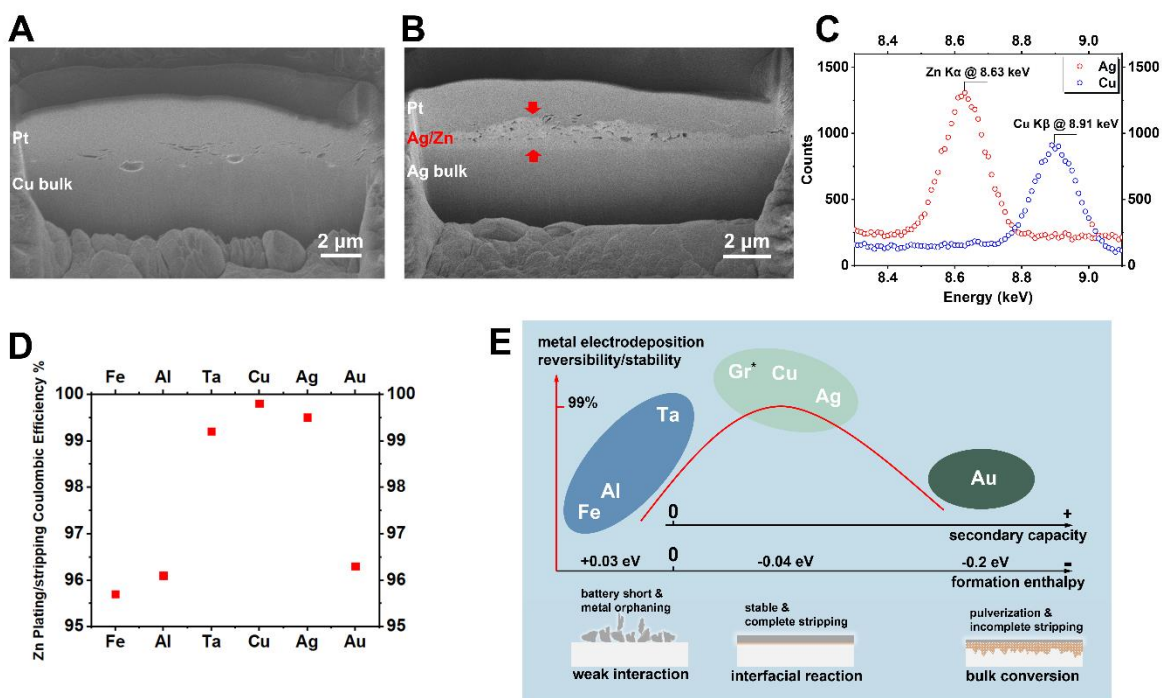 A
Pt
Cu bulk
2 µm
B
Pt
Ag/Zn
Ag bulk
2 µm
C
8.4 8.6 8.8 9.0
1500 1500
1000 1000
500 500
0 0
8.4 8.6 8.8 9.0
Counts
Energy (keV)
Zn Kα @ 8.63 keV
Cu Kβ @ 8.91 keV
Ag
Cu
D
Fe Al Ta Cu Ag Au
100 100
99 99
98 98
97 97
96 96
95 95
Fe Al Ta Cu Ag Au
Zn Plating/stripping Coulombic Efficiency %
E
metal electrodeposition
reversibility/stability
99%
Fe
Al
Ta
Gr*
Cu
Ag
Au
0 +
secondary capacity
+0.03 eV 0 -0.04 eV -0.2 eV =
formation enthalpy
battery short &
metal orphaning
weak interaction
stable &
complete stripping
interfacial reaction
pulverization &
incomplete stripping
bulk conversion